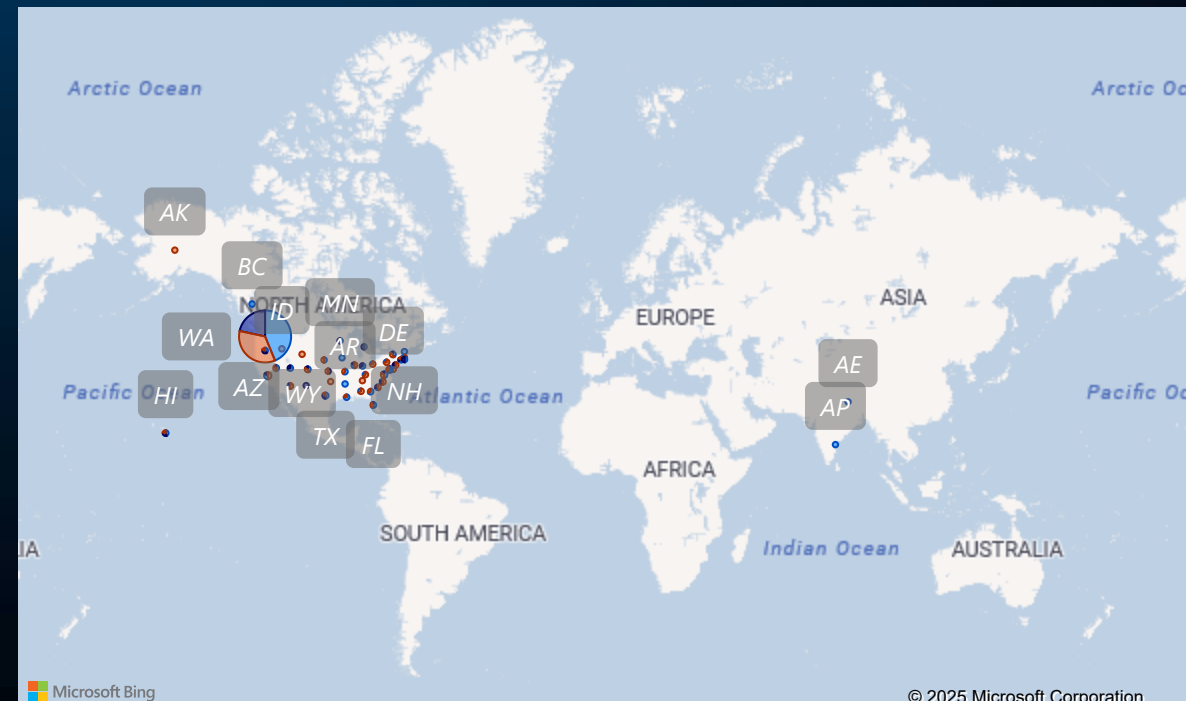 Arctic Ocean
Arctic Oc
AK
BC
NORTH AMERICA
ID
MN
ASIA
EUROPE
WA
AR
DE
AE
Pacific Ocean
HI
AZ
WY
NH
Atlantic Ocean
AP
Pacific Oc
TX
FL
AFRICA
SOUTH AMERICA
IA
Indian Ocean
AUSTRALIA
Microsoft Bing
© 2025 Microsoft Corporation